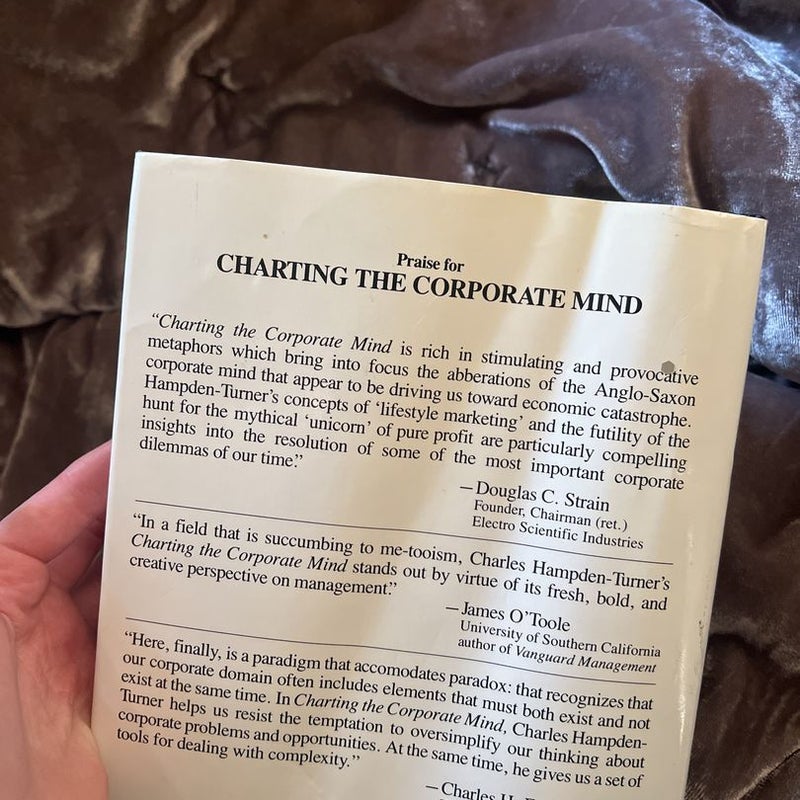 Praise for
CHARTING THE CORPORATE MIND
“Charting the Corporate Mind is rich in stimulating and provocative
metaphors which bring into focus the abberations of the Anglo-Saxon
corporate mind that appear to be driving us toward economic catastrophe.
Hampden-Turner’s concepts of ‘lifestyle marketing’ and the futility of the
hunt for the mythical ‘unicorn’ of pure profit are particularly compelling
insights into the resolution of some of the most important corporate
dilemmas of our time.”
—Douglas C. Strain
Founder, Chairman (ret.)
Electro Scientific Industries
“In a field that is succumbing to me-tooism, Charles Hampden-Turner’s
Charting the Corporate Mind stands out by virtue of its fresh, bold, and
creative perspective on management.”
—James O’Toole
University of Southern California
author of Vanguard Management
“Here, finally, is a paradigm that accomodates paradox: that recognizes that
our corporate domain often includes elements that must both exist and not
exist at the same time. In Charting the Corporate Mind, Charles Hampden-
Turner helps us resist the temptation to oversimplify our thinking about
corporate problems and opportunities. At the same time, he gives us a set of
tools for dealing with complexity.”
—Charles H.